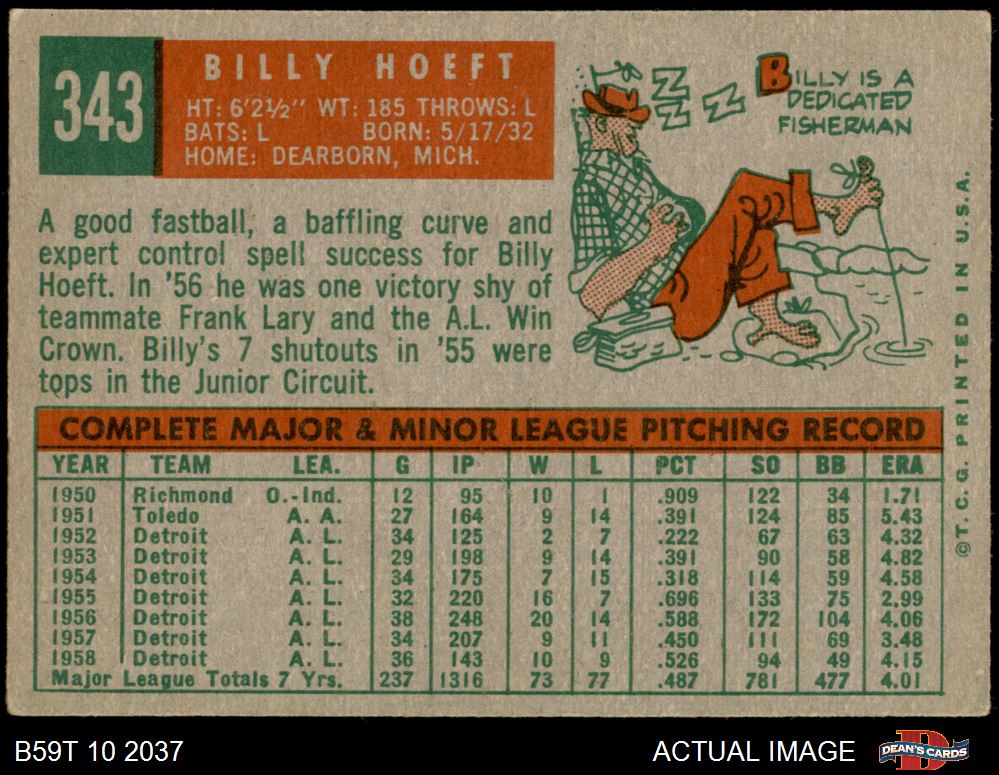 343
BILLY HOEFT
HT: 6'2½" WT: 185 THROWS: L
BATS: L BORN: 5/17/32
HOME: DEARBORN, MICH.
Z Z Z
BILLY IS A
DEDICATED
FISHERMAN
A good fastball, a baffling curve and
expert control spell success for Billy
Hoeft. In '56 he was one victory shy of
teammate Frank Lary and the A.L. Win
Crown. Billy's 7 shutouts in '55 were
tops in the Junior Circuit.
COMPLETE MAJOR & MINOR LEAGUE PITCHING RECORD
YEAR TEAM LEA. G IP W L PCT SO BB ERA
1950 Richmond O.-Ind. 12 95 10 1 .909 122 34 1.71
1951 Toledo A. A. 27 164 9 14 .391 124 85 5.43
1952 Detroit A. L. 34 125 2 7 .222 67 63 4.32
1953 Detroit A. L. 29 198 9 14 .391 90 58 4.82
1954 Detroit A. L. 34 175 7 15 .318 114 59 4.58
1955 Detroit A. L. 32 220 16 7 .696 133 75 2.99
1956 Detroit A. L. 38 248 20 14 .588 172 104 4.06
1957 Detroit A. L. 34 207 9 11 .450 111 69 3.48
1958 Detroit A. L. 36 143 10 9 .526 94 49 4.15
Major League Totals 7 Yrs. 237 1316 73 77 .487 781 477 4.01
©T. C. G. PRINTED IN U.S.A.
B59T 10 2037
ACTUAL IMAGE
DEAN'S CARDS